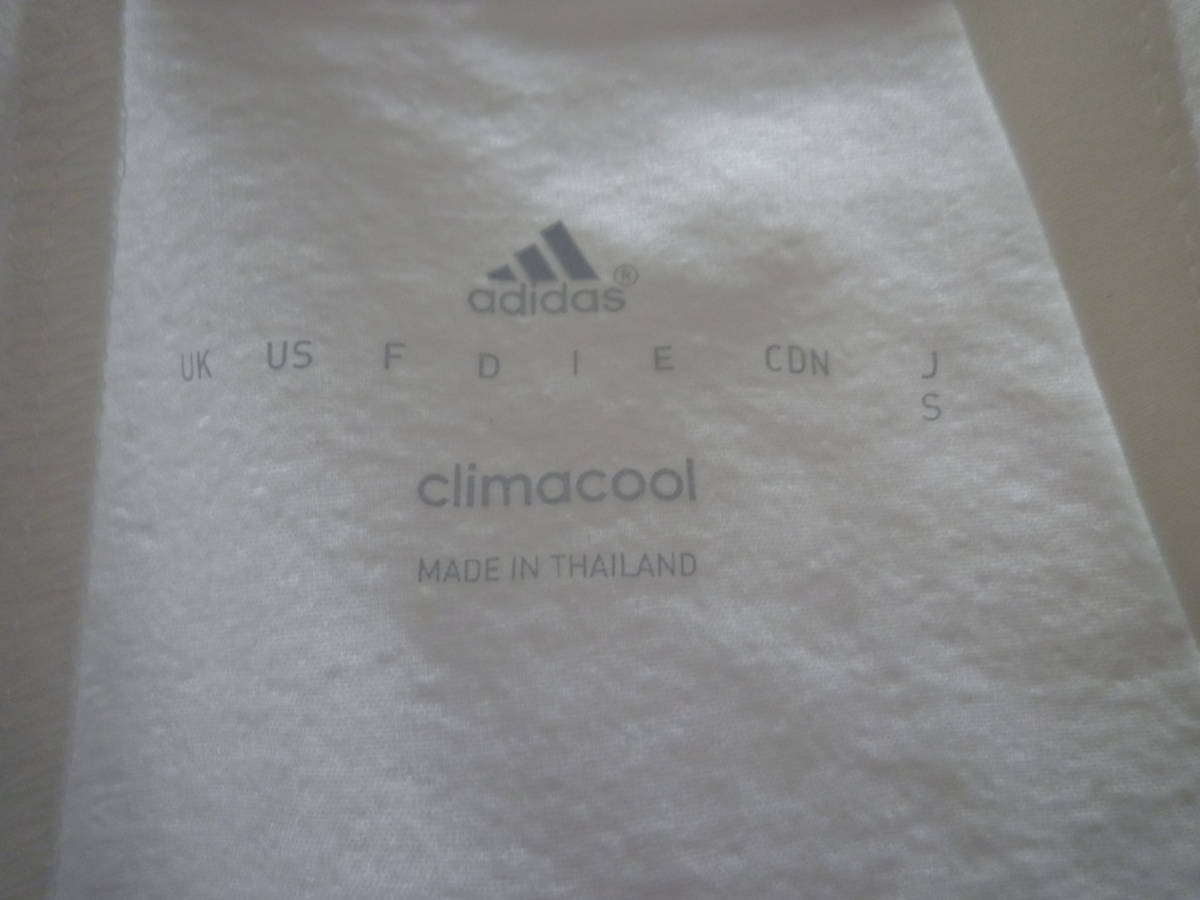 adidas®
UK US F D I E CDN J
S
climacool
MADE IN THAILAND